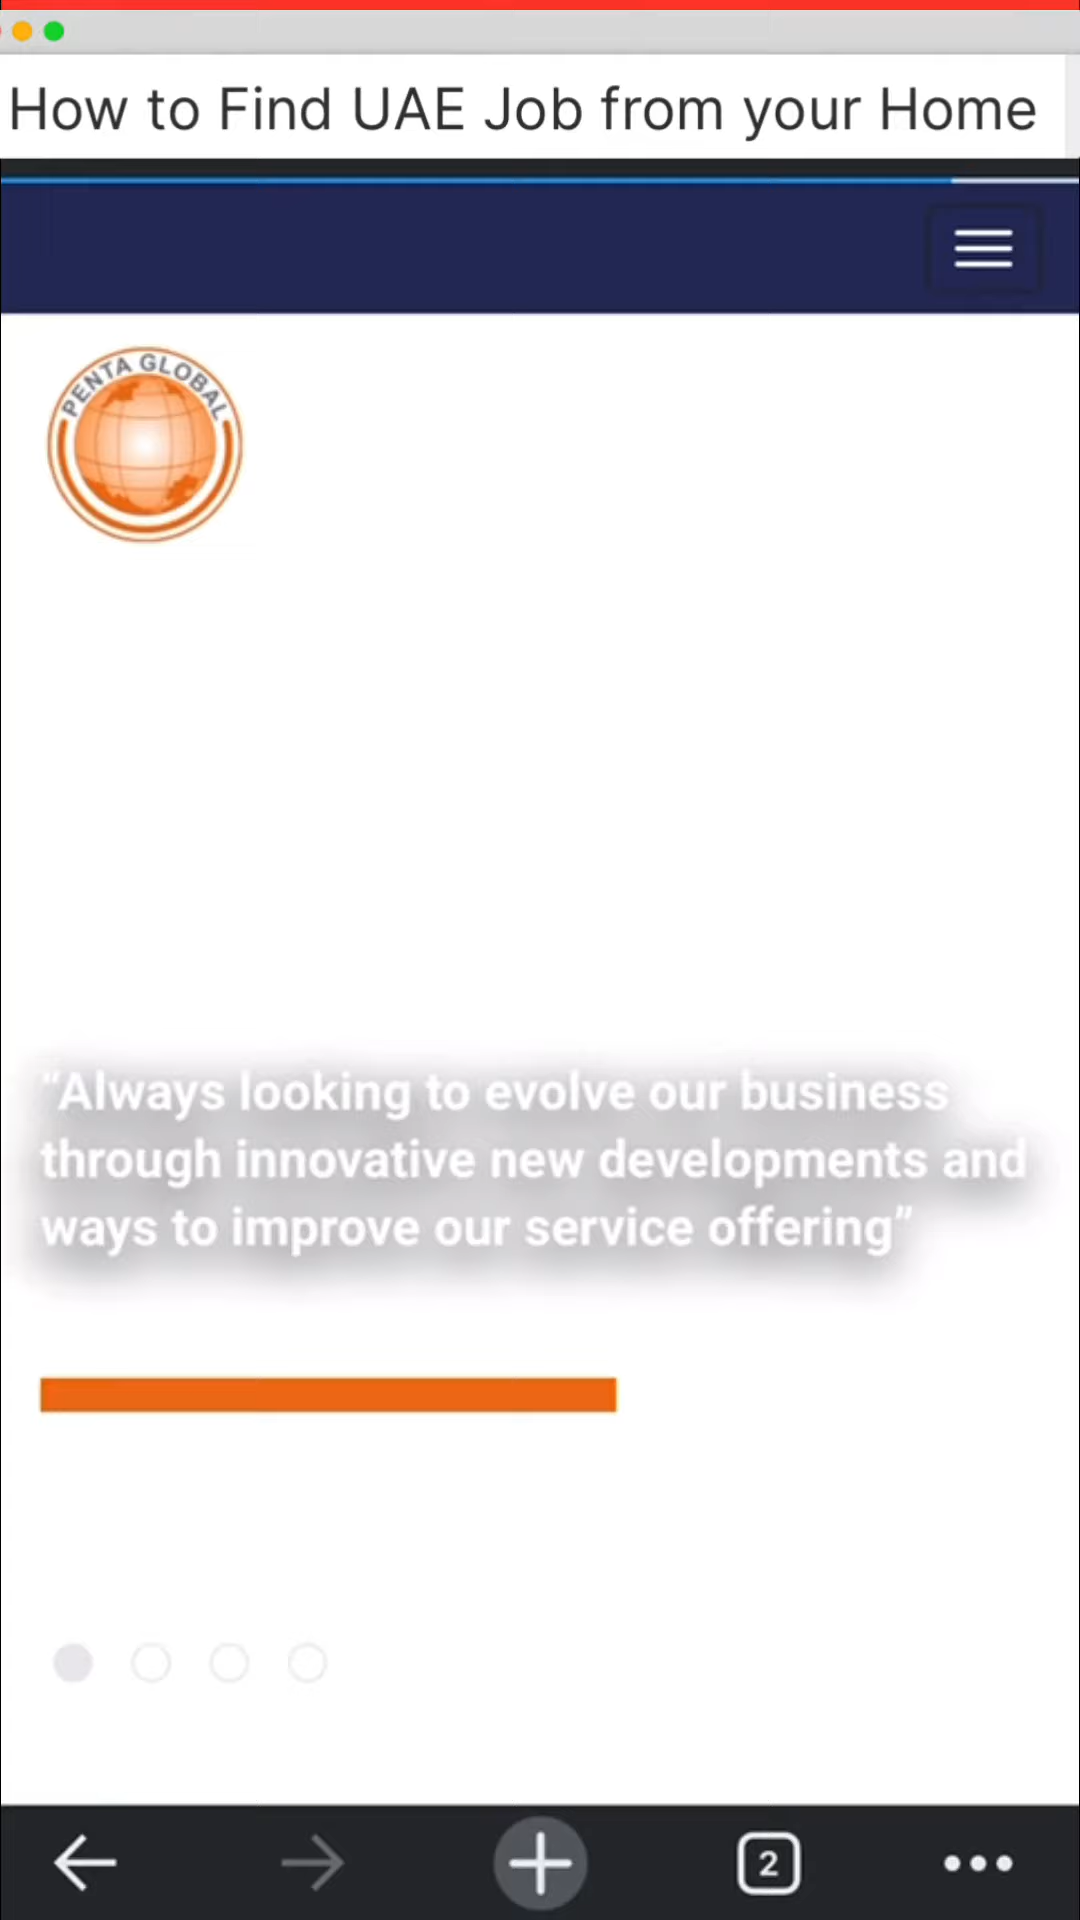 How to Find UAE Job from your Home
PENTA GLOBAL
“Always looking to evolve our business
through innovative new developments and
ways to improve our service offering”
2